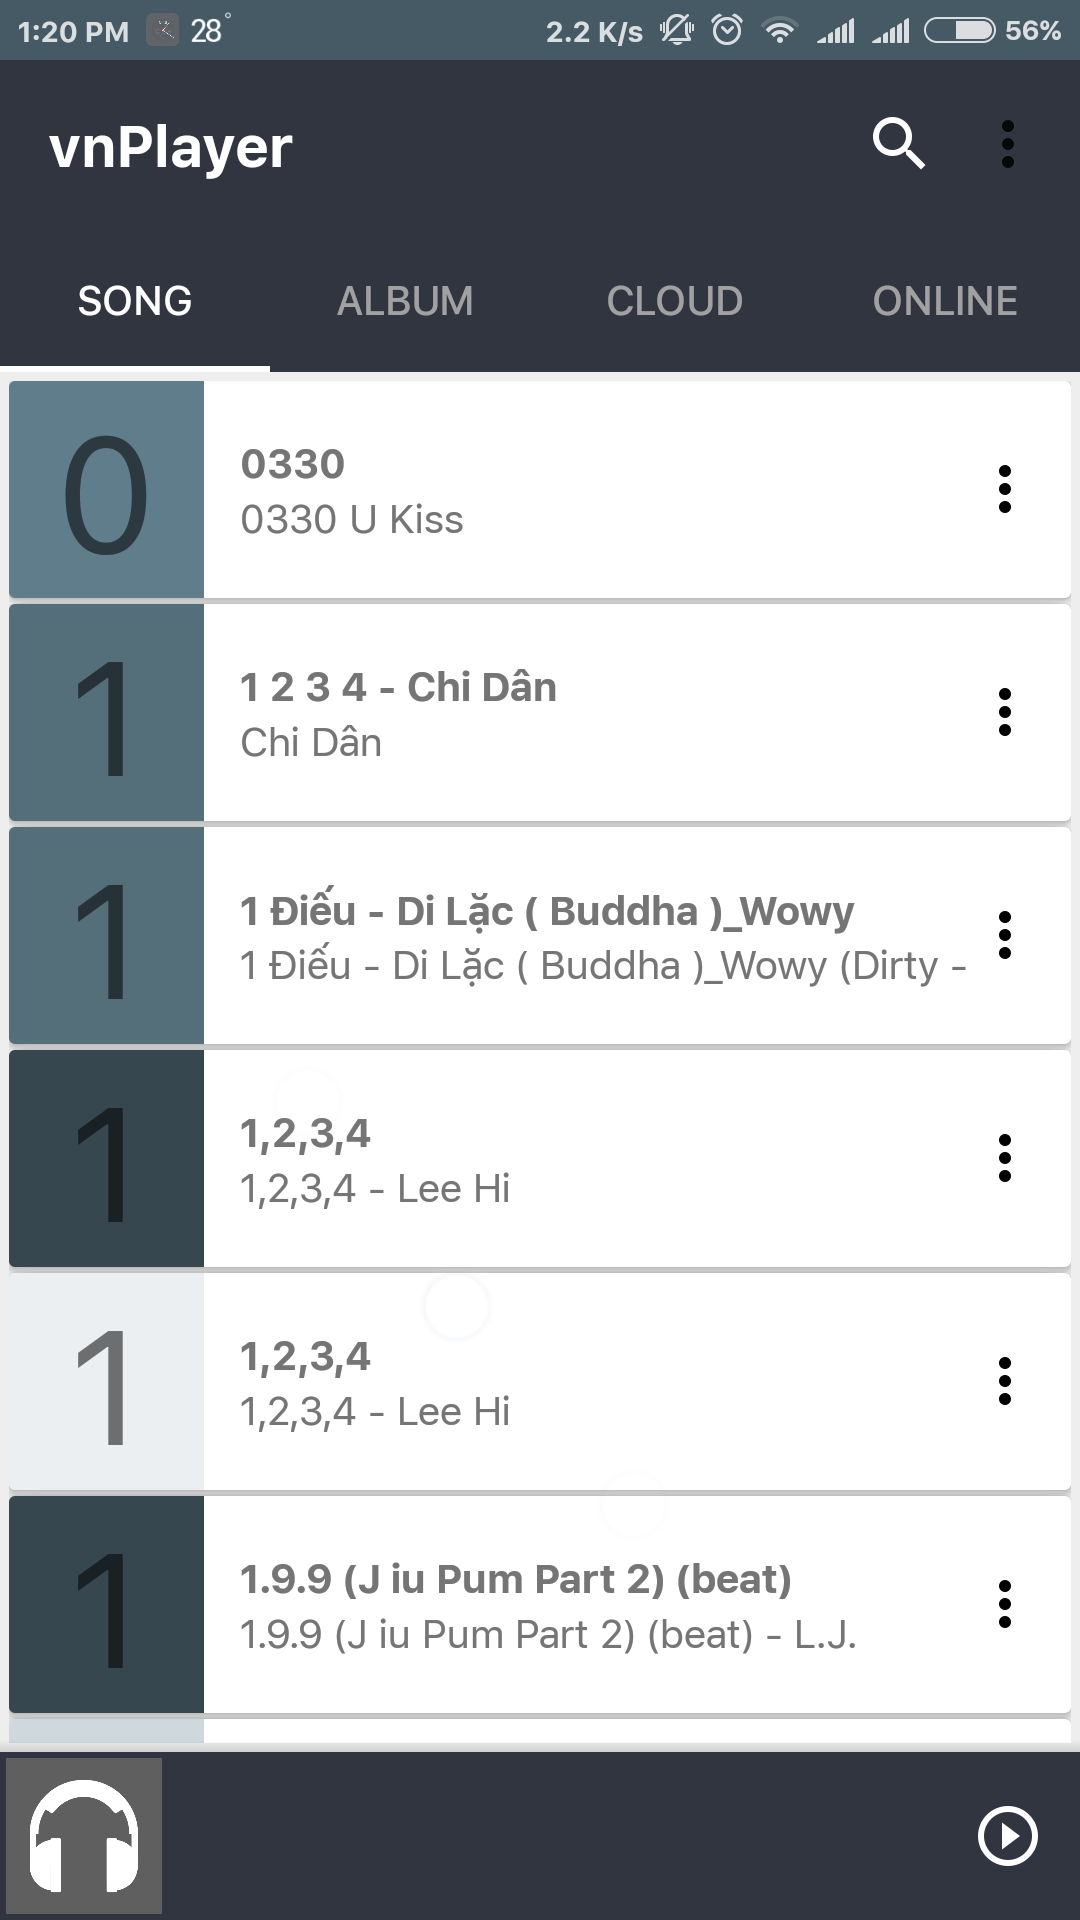 1:20 PM 28° 2.2 K/s 56%
vnPlayer
SONG ALBUM CLOUD ONLINE
0
0330
0330 U Kiss
1
1 2 3 4 - Chi Dân
Chi Dân
1
1 Điếu - Di Lặc ( Buddha )_Wowy
1 Điếu - Di Lặc ( Buddha )_Wowy (Dirty -
1
1,2,3,4
1,2,3,4 - Lee Hi
1
1,2,3,4
1,2,3,4 - Lee Hi
1
1.9.9 (J iu Pum Part 2) (beat)
1.9.9 (J iu Pum Part 2) (beat) - L.J.